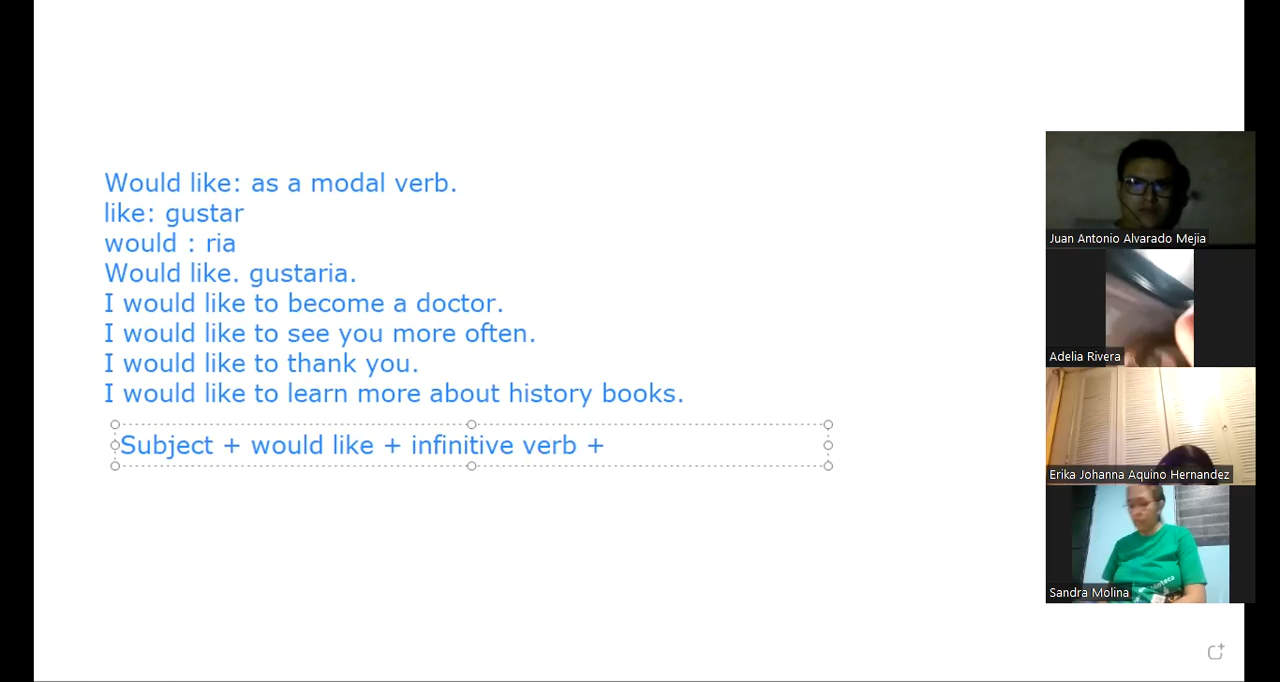 Would like: as a modal verb.
like: gustar
would : ria
Would like. gustaria.
I would like to become a doctor.
I would like to see you more often.
I would like to thank you.
I would like to learn more about history books.
Subject + would like + infinitive verb +
Juan Antonio Alvarado Mejia
Adelia Rivera
Erika Johanna Aquino Hernandez
Sandra Molina